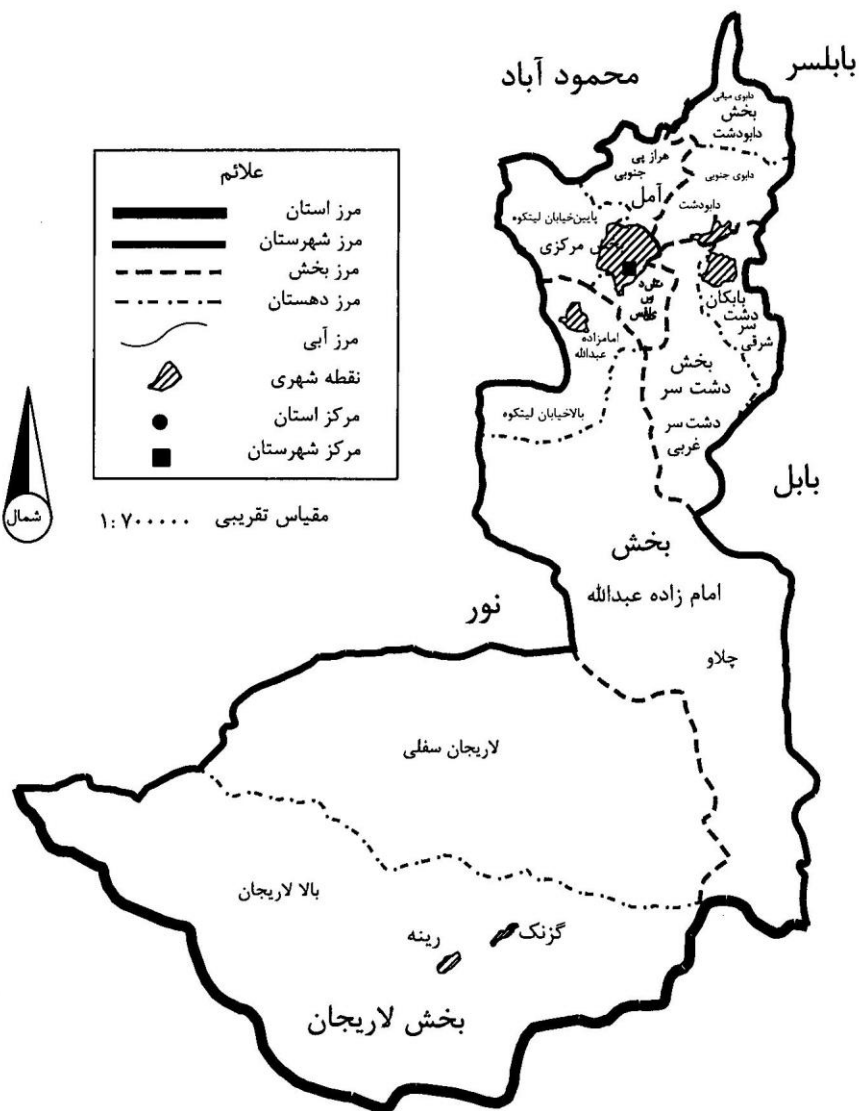 بابلسر
محمود آباد
دابوی میانی
بخش
دابودشت
هراز پی
جنوبی
دابوی جنوبی
آمل
دابودشت
پایین‌خیابان لیتکوه
بخش مرکزی
بابکان
دشت
سر
شرقی
امامزاده
عبدالله
بخش
دشت سر
بالاخیابان لیتکوه
دشت سر
غربی
بابل
علائم
مرز استان
مرز شهرستان
مرز بخش
مرز دهستان
مرز آبی
نقطه شهری
مرکز استان
مرکز شهرستان
شمال
مقیاس تقریبی ۱:۷۰۰۰۰۰
بخش
امام زاده عبدالله
نور
چلاو
لاریجان سفلی
بالا لاریجان
گزنک
رینه
بخش لاریجان